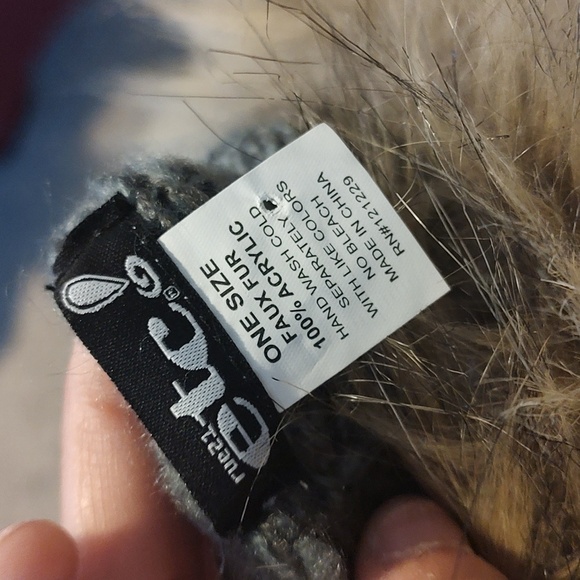 ruezi
etc
®
G
ONE SIZE
FAUX FUR
100% ACRYLIC
HAND WASH COLD
SEPARATELY
WITH LIKE COLORS
NO BLEACH
MADE IN CHINA
RN#121229